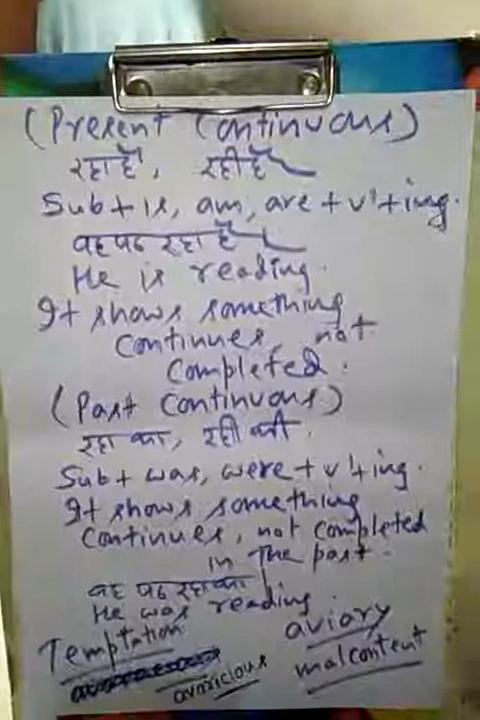 (Present Continuous)
रहा है, रही है
Sub + is, am, are + v¹ + ing.
वह पढ़ रहा है।
He is reading.
It shows something
continues, not
completed.
(Past Continuous)
रहा था, रही थी.
Sub + was, were + v¹ + ing.
It shows something
continues, not completed
in the past.
वह पढ़ रहा था।
He was reading.
Temptation
aviary
avaricious
malcontent